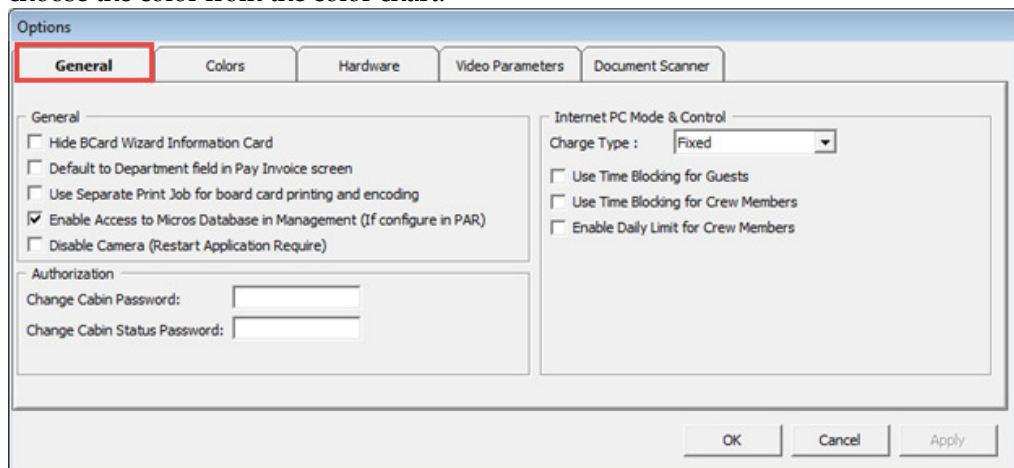 choose the color from the color chart.
Options
General Colors Hardware Video Parameters Document Scanner
General
Hide BCard Wizard Information Card
Default to Department field in Pay Invoice screen
Use Separate Print Job for board card printing and encoding
Enable Access to Micros Database in Management (If configure in PAR)
Disable Camera (Restart Application Require)
Authorization
Change Cabin Password:
Change Cabin Status Password:
Internet PC Mode & Control
Charge Type : Fixed
Use Time Blocking for Guests
Use Time Blocking for Crew Members
Enable Daily Limit for Crew Members
OK Cancel Apply